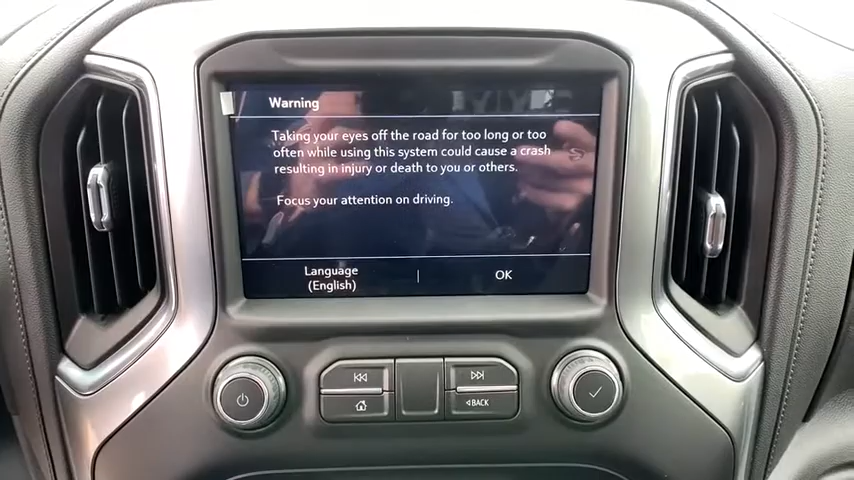 Warning
Taking your eyes off the road for too long or too
often while using this system could cause a crash
resulting in injury or death to you or others.
Focus your attention on driving.
Language
(English)
OK
BACK